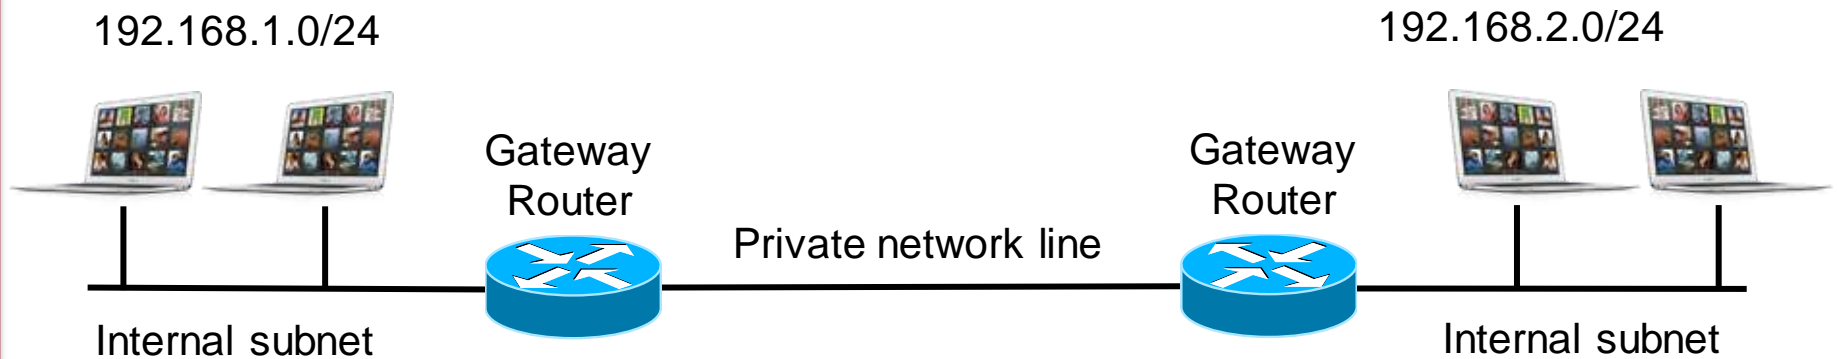 192.168.1.0/24
192.168.2.0/24
Gateway
Router
Gateway
Router
Private network line
Internal subnet
Internal subnet